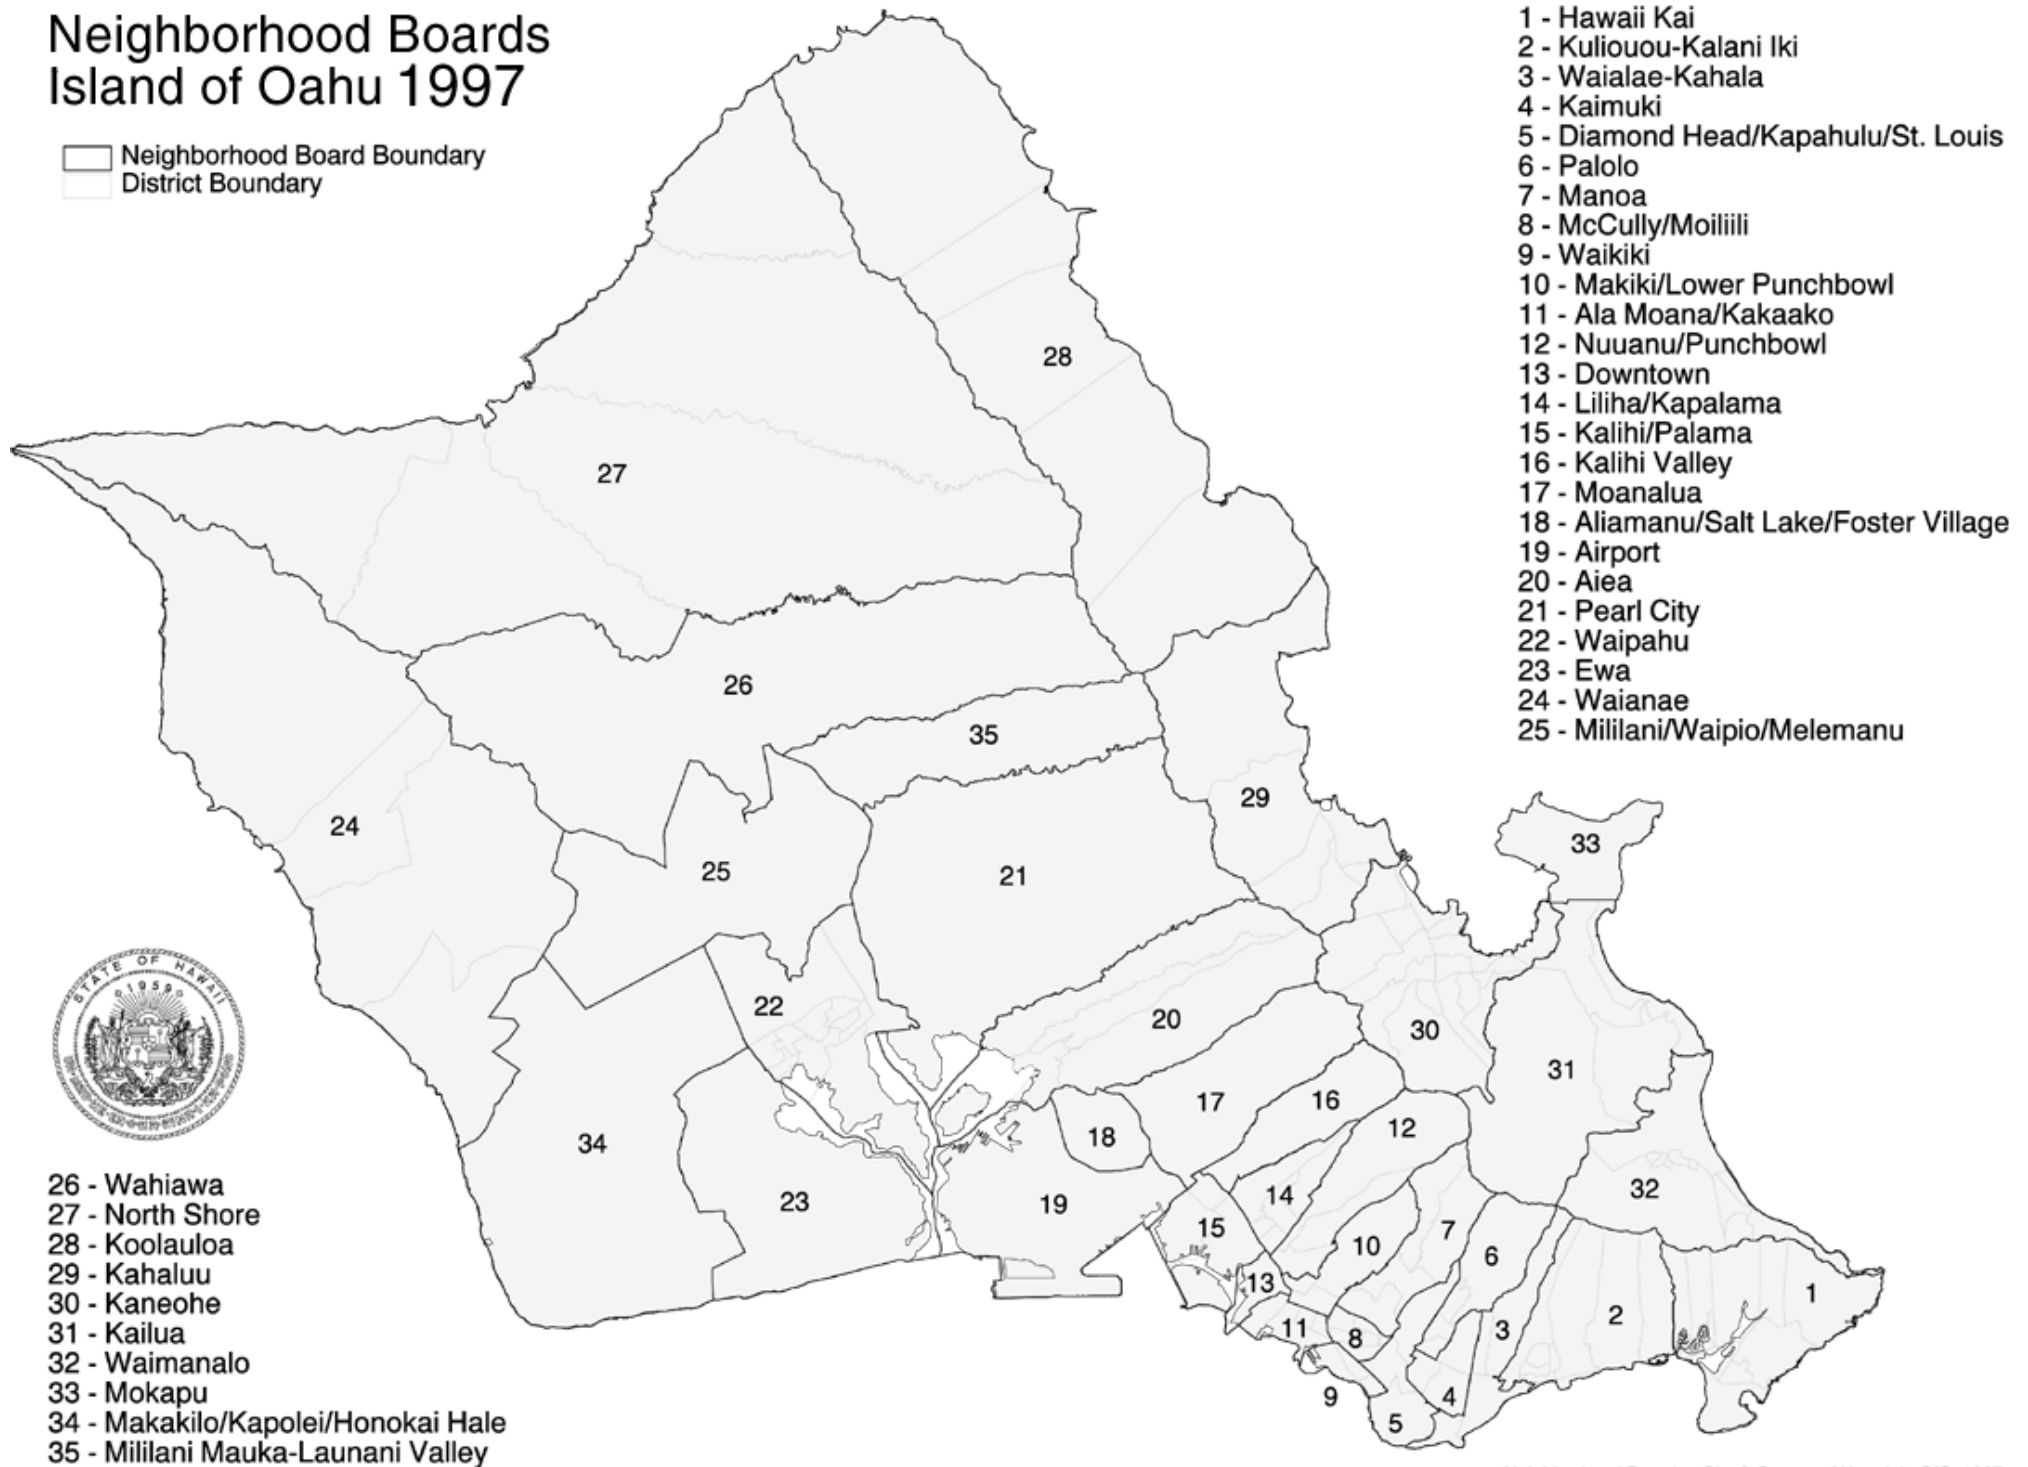 Neighborhood Boards
Island of Oahu 1997
Neighborhood Board Boundary
District Boundary
1 - Hawaii Kai
2 - Kuliouou-Kalani Iki
3 - Waialae-Kahala
4 - Kaimuki
5 - Diamond Head/Kapahulu/St. Louis
6 - Palolo
7 - Manoa
8 - McCully/Moiliili
9 - Waikiki
10 - Makiki/Lower Punchbowl
11 - Ala Moana/Kakaako
12 - Nuuanu/Punchbowl
13 - Downtown
14 - Liliha/Kapalama
15 - Kalihi/Palama
16 - Kalihi Valley
17 - Moanalua
18 - Aliamanu/Salt Lake/Foster Village
19 - Airport
20 - Aiea
21 - Pearl City
22 - Waipahu
23 - Ewa
24 - Waianae
25 - Mililani/Waipio/Melemanu
28
27
26
35
29
24
33
25
21
22
20
30
31
17
16
18
12
34
32
14
23
19
15
7
10
6
13
1
2
11
3
8
9
4
5
STATE OF HAWAII
1959
26 - Wahiawa
27 - North Shore
28 - Koolauloa
29 - Kahaluu
30 - Kaneohe
31 - Kailua
32 - Waimanalo
33 - Mokapu
34 - Makakilo/Kapolei/Honokai Hale
35 - Mililani Mauka-Launani Valley